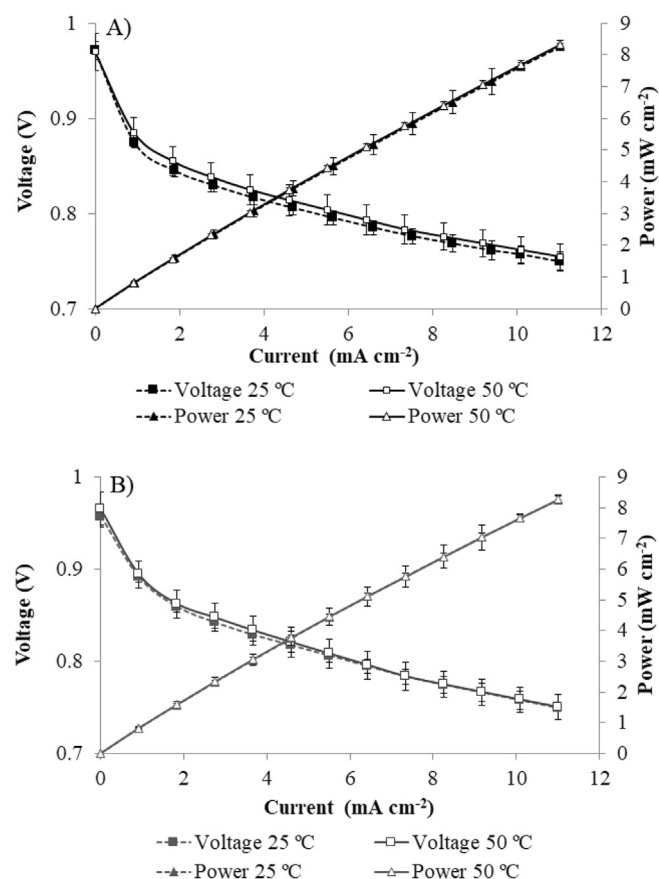 A)
1
0.9
0.8
0.7
Voltage (V)
9
8
7
6
5
4
3
2
1
0
Power (mW cm-2)
0 2 4 6 8 10 12
Current (mA cm-2)
Voltage 25 ºC Voltage 50 ºC
Power 25 ºC Power 50 ºC
B)
1
0.9
0.8
0.7
Voltage (V)
9
8
7
6
5
4
3
2
1
0
Power (mW cm-2)
0 2 4 6 8 10 12
Current (mA cm-2)
Voltage 25 ºC Voltage 50 ºC
Power 25 ºC Power 50 ºC